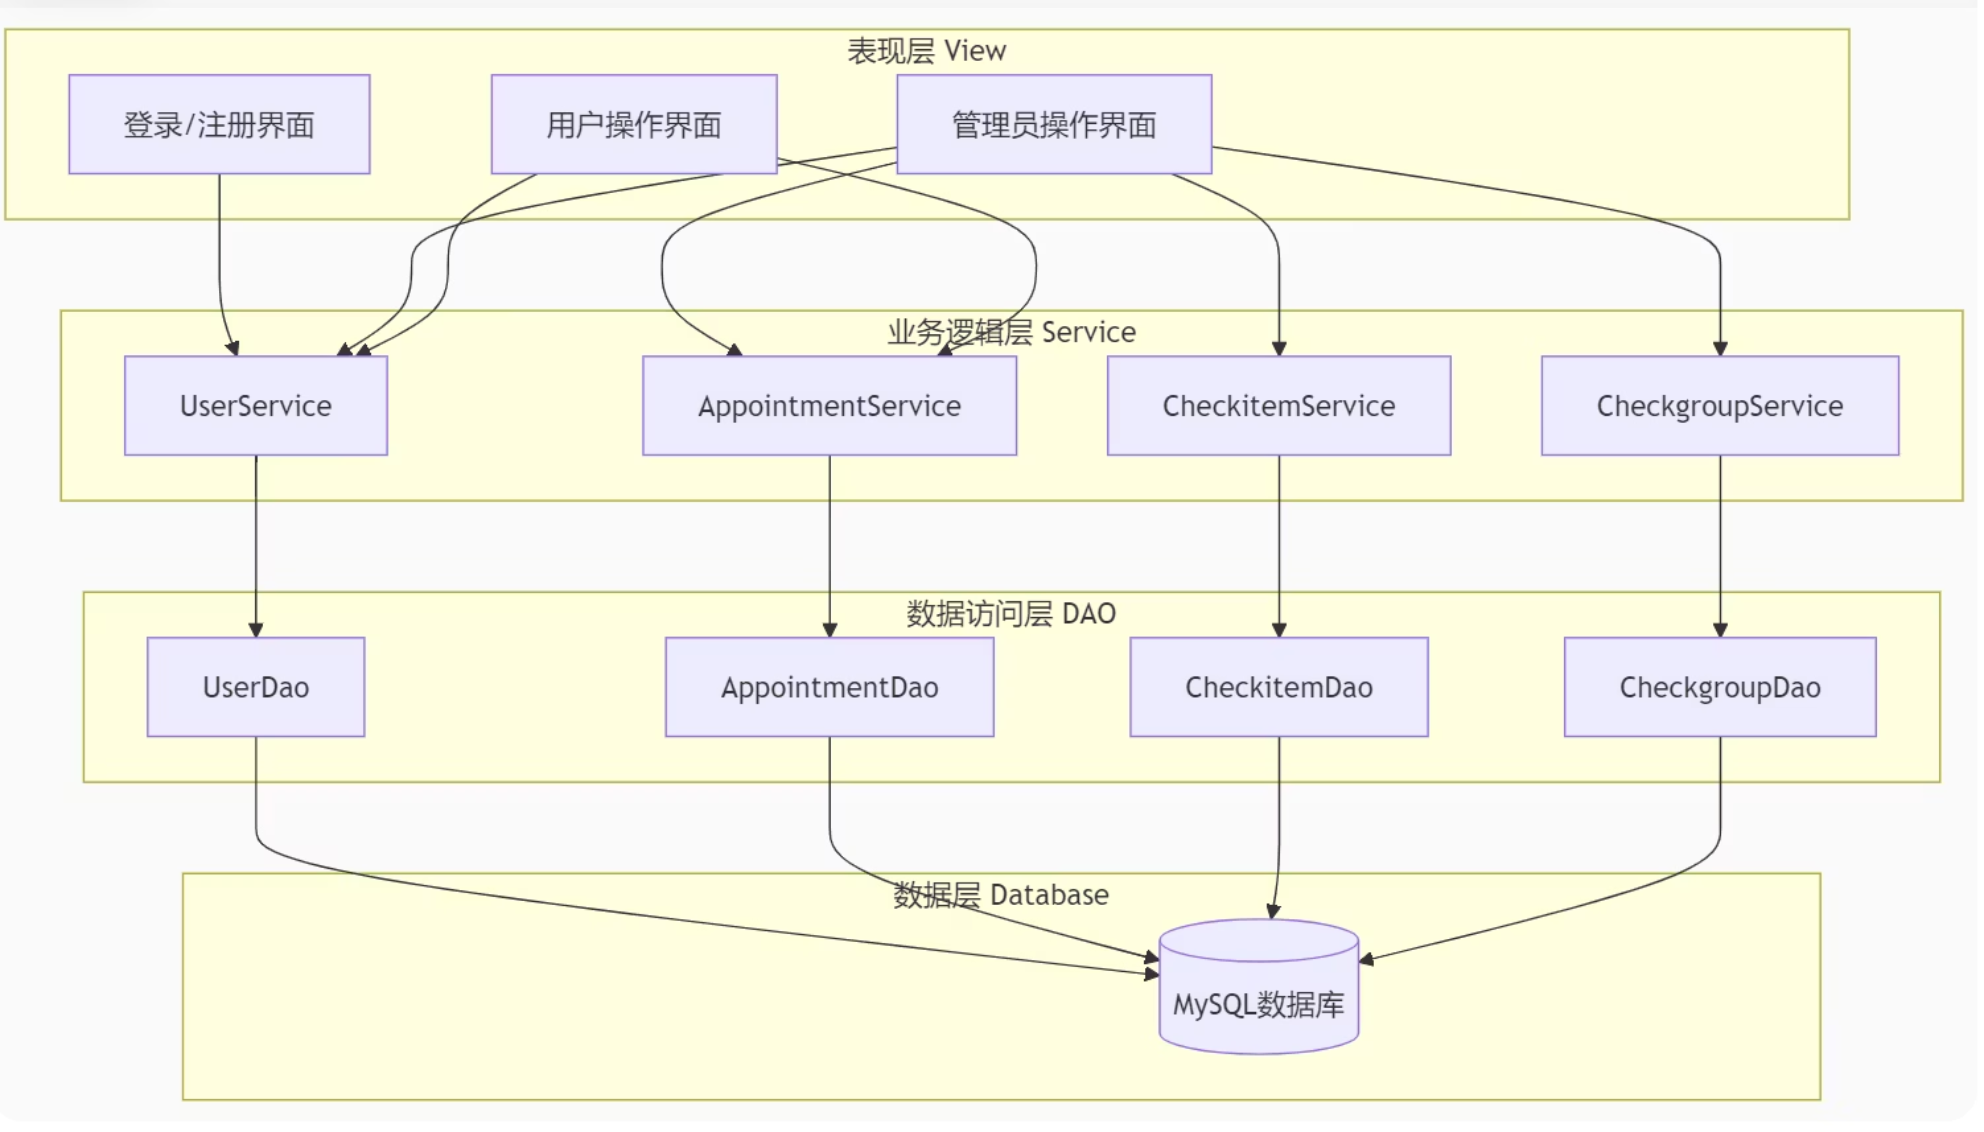 表现层 View
登录/注册界面
用户操作界面
管理员操作界面
业务逻辑层 Service
UserService
AppointmentService
CheckitemService
CheckgroupService
数据访问层 DAO
UserDao
AppointmentDao
CheckitemDao
CheckgroupDao
数据层 Database
MySQL数据库